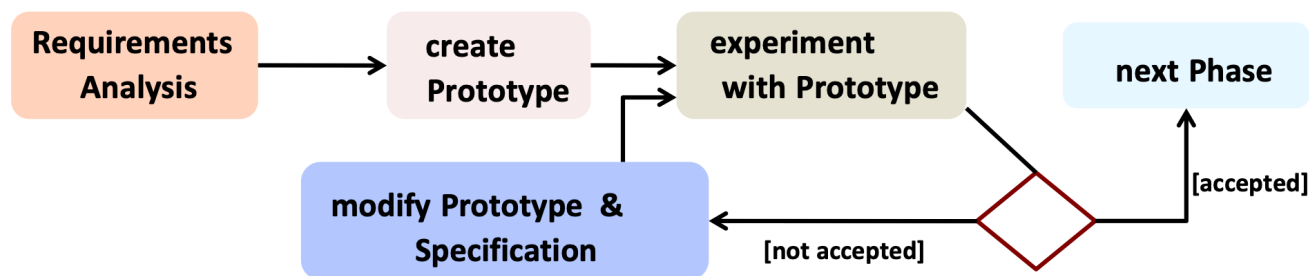 Requirements
Analysis
create
Prototype
experiment
with Prototype
next Phase
[accepted]
modify Prototype &
Specification
[not accepted]